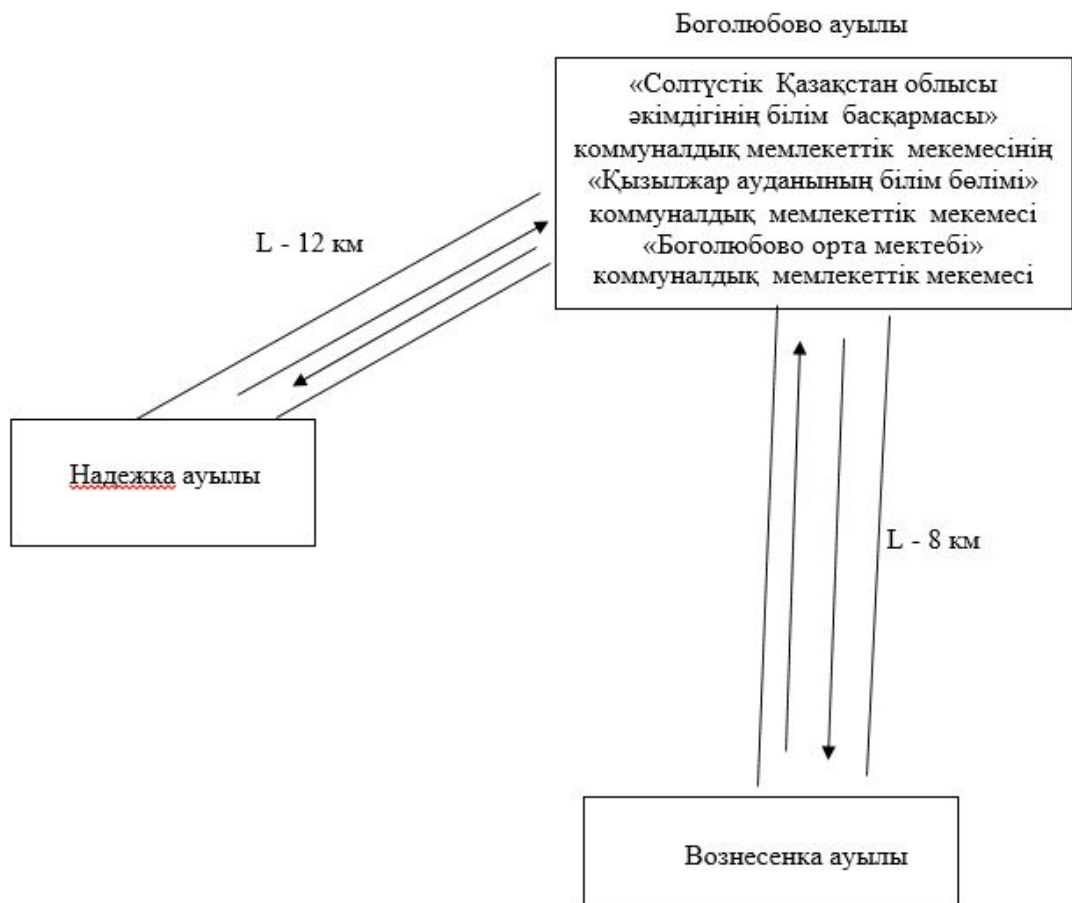 Боголюбово ауылы
«Солтүстік Қазақстан облысы
әкімдігінің білім басқармасы»
коммуналдық мемлекеттік мекемесінің
«Қызылжар ауданының білім бөлімі»
коммуналдық мемлекеттік мекемесі
«Боголюбово орта мектебі»
коммуналдық мемлекеттік мекемесі
L - 12 км
Надежка ауылы
L - 8 км
Вознесенка ауылы